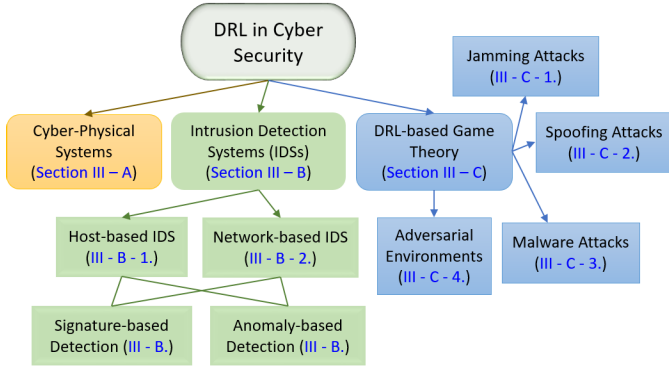 DRL in Cyber
Security
Jamming Attacks
(III - C - 1.)
Cyber-Physical
Systems
(Section III – A)
Intrusion Detection
Systems (IDSs)
(Section III – B)
DRL-based Game
Theory
(Section III – C)
Spoofing Attacks
(III - C - 2.)
Host-based IDS
(III - B - 1.)
Network-based IDS
(III - B - 2.)
Adversarial
Environments
(III - C - 4.)
Malware Attacks
(III - C - 3.)
Signature-based
Detection (III - B.)
Anomaly-based
Detection (III - B.)